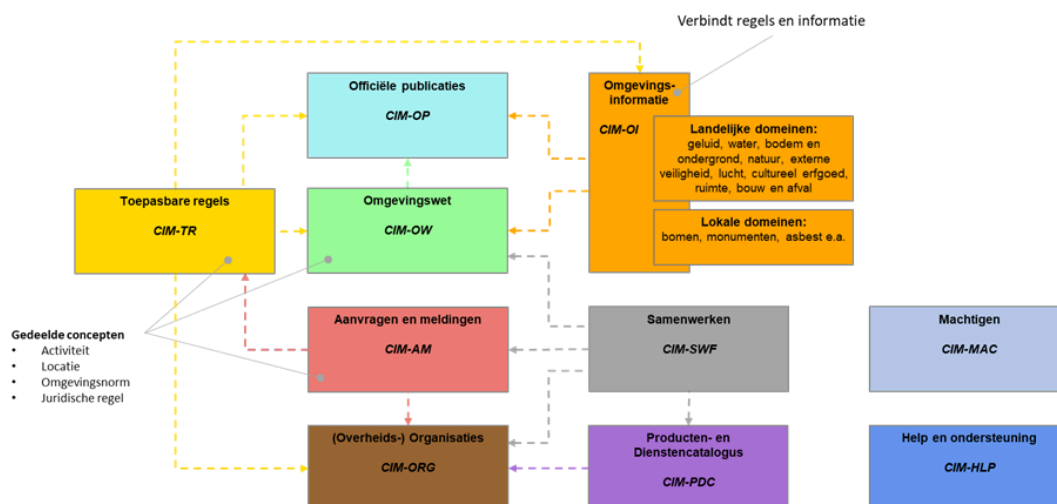 Verbindt regels en informatie
Officiële publicaties
CIM-OP
Omgevings-
informatie
CIM-OI
Landelijke domeinen:
geluid, water, bodem en
ondergrond, natuur, externe
veiligheid, lucht, cultureel erfgoed,
ruimte, bouw en afval
Lokale domeinen:
bomen, monumenten, asbest e.a.
Toepasbare regels
CIM-TR
Omgevingswet
CIM-OW
Gedeelde concepten
• Activiteit
• Locatie
• Omgevingsnorm
• Juridische regel
Aanvragen en meldingen
CIM-AM
Samenwerken
CIM-SWF
Machtigen
CIM-MAC
(Overheids-) Organisaties
CIM-ORG
Producten- en
Dienstencatalogus
CIM-PDC
Help en ondersteuning
CIM-HLP